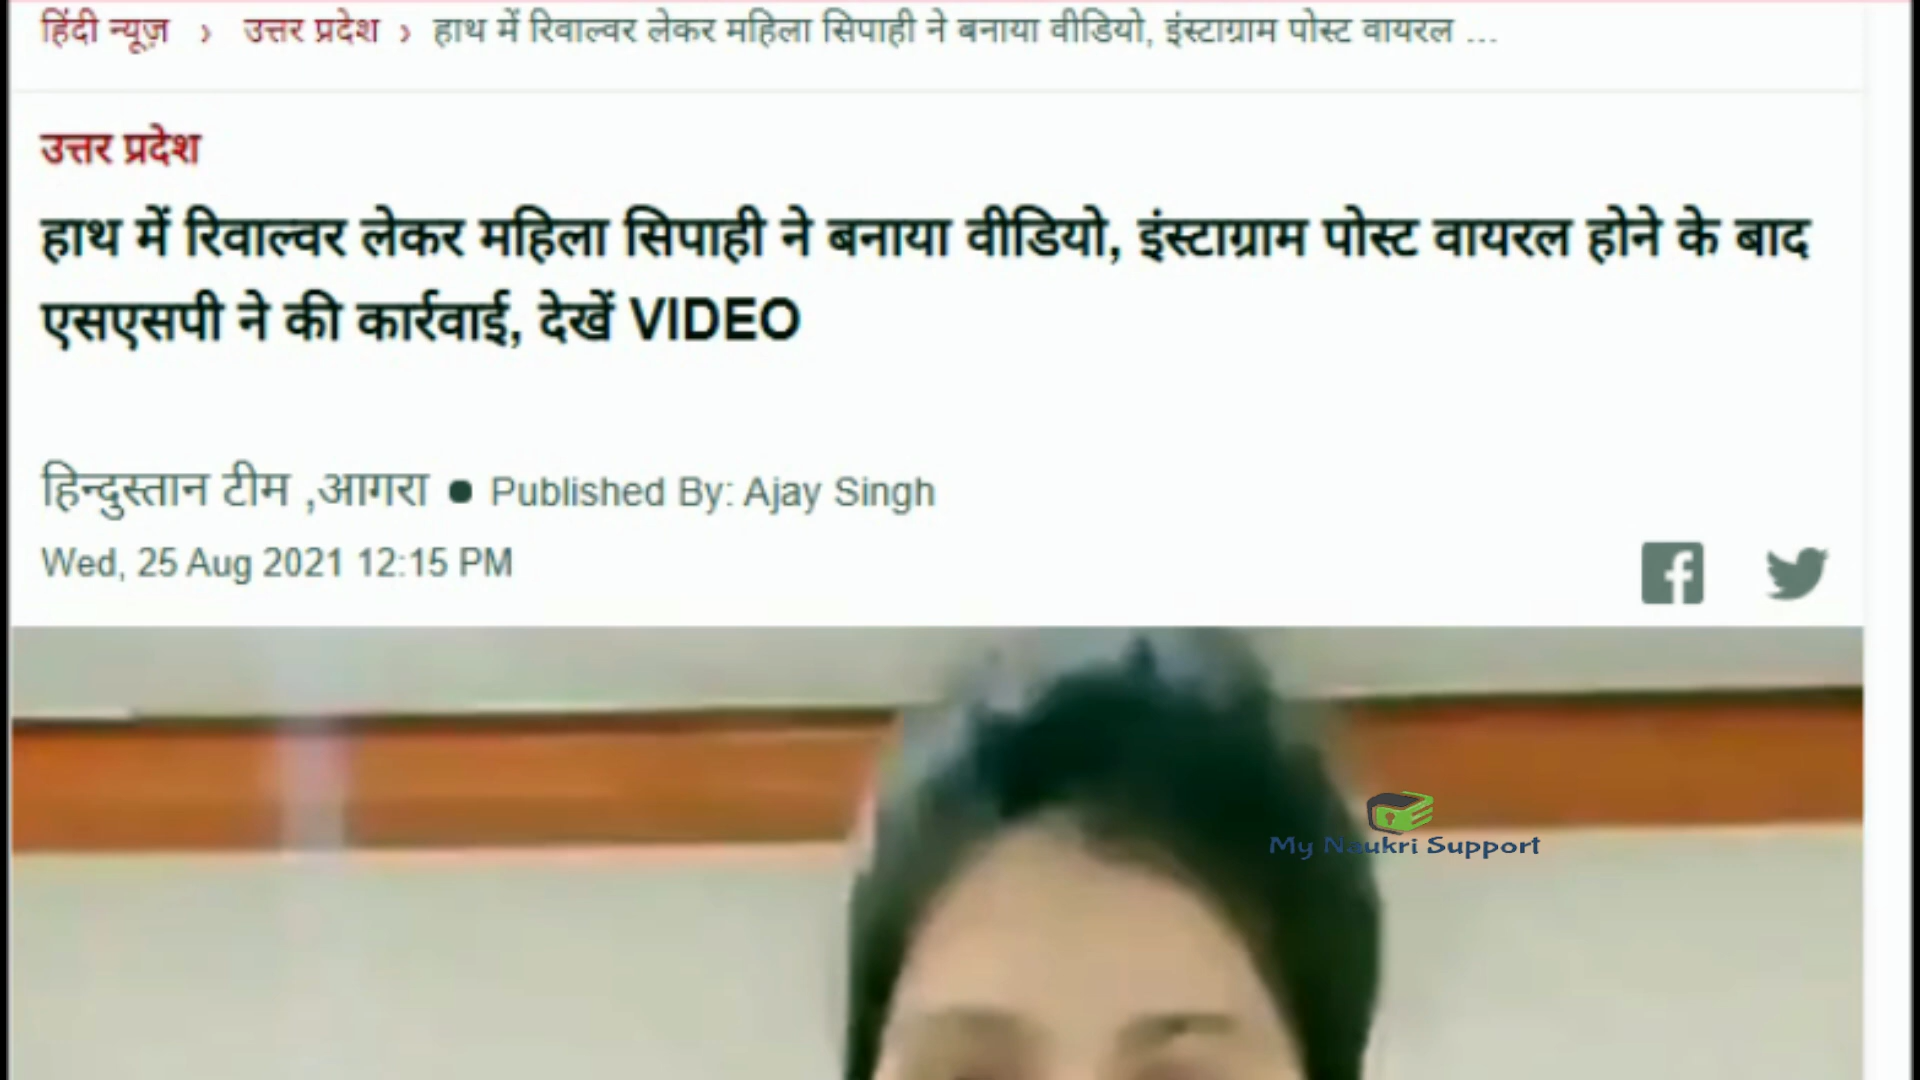 हिंदी न्यूज़ › उत्तर प्रदेश › हाथ में रिवाल्वर लेकर महिला सिपाही ने बनाया वीडियो, इंस्टाग्राम पोस्ट वायरल ...
उत्तर प्रदेश
हाथ में रिवाल्वर लेकर महिला सिपाही ने बनाया वीडियो, इंस्टाग्राम पोस्ट वायरल होने के बाद
एसएसपी ने की कार्रवाई, देखें VIDEO
हिन्दुस्तान टीम ,आगरा ● Published By: Ajay Singh
Wed, 25 Aug 2021 12:15 PM
My Naukri Support